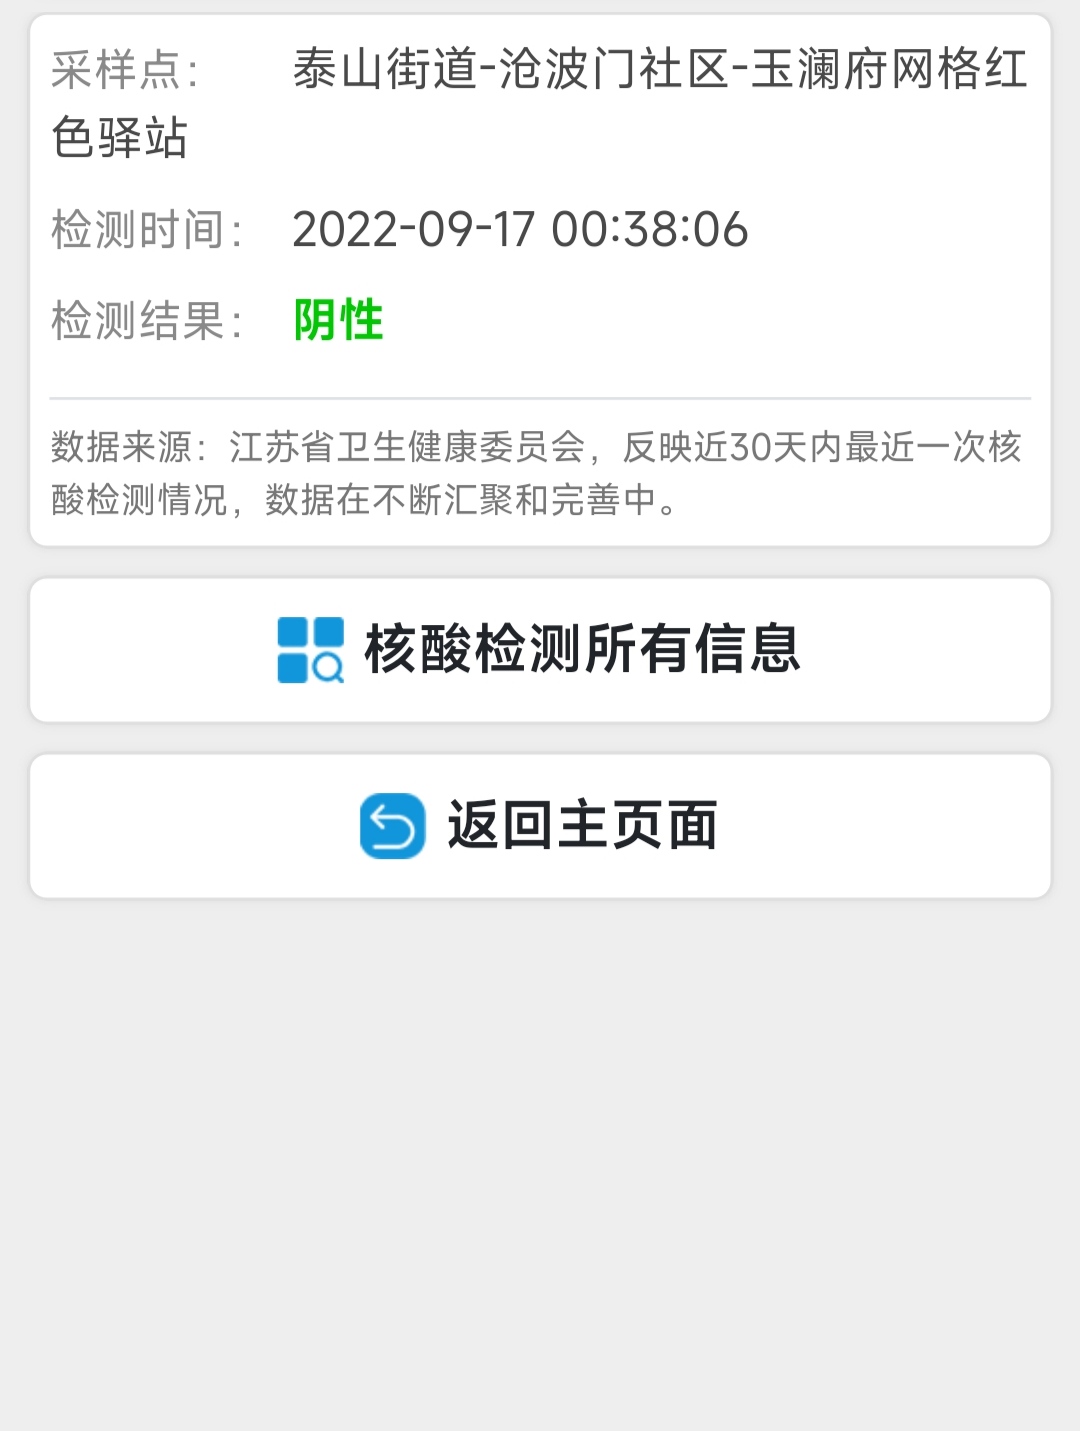 采样点： 泰山街道-沧波门社区-玉澜府网格红
色驿站
检测时间： 2022-09-17 00:38:06
检测结果： 阴性
数据来源：江苏省卫生健康委员会，反映近30天内最近一次核
酸检测情况，数据在不断汇聚和完善中。
核酸检测所有信息
返回主页面